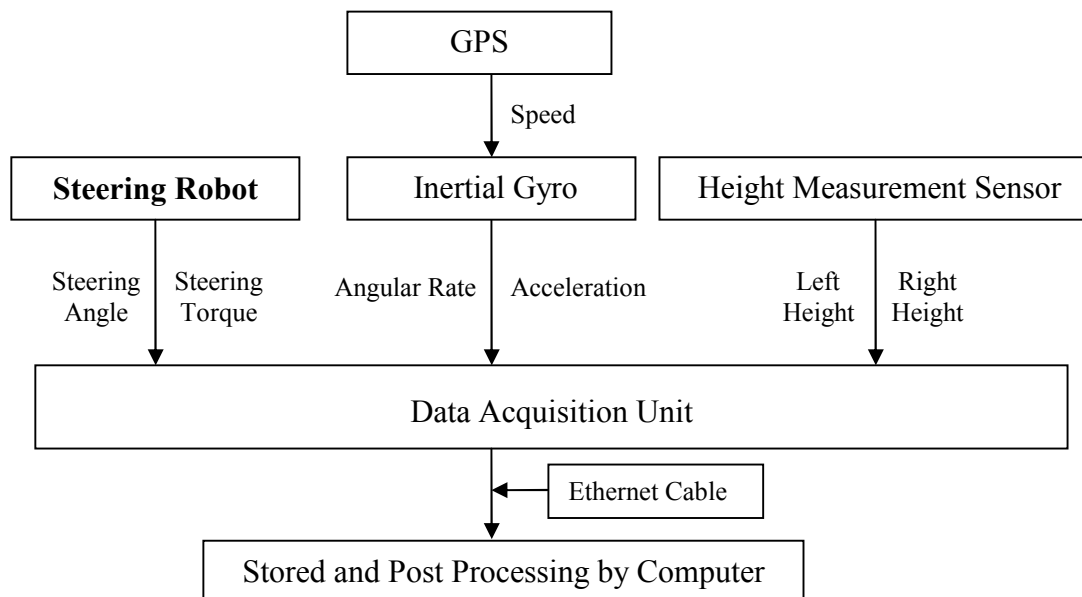 GPS
Speed
Steering Robot
Inertial Gyro
Height Measurement Sensor
Steering
Angle
Steering
Torque
Angular Rate
Acceleration
Left
Height
Right
Height
Data Acquisition Unit
Ethernet Cable
Stored and Post Processing by Computer